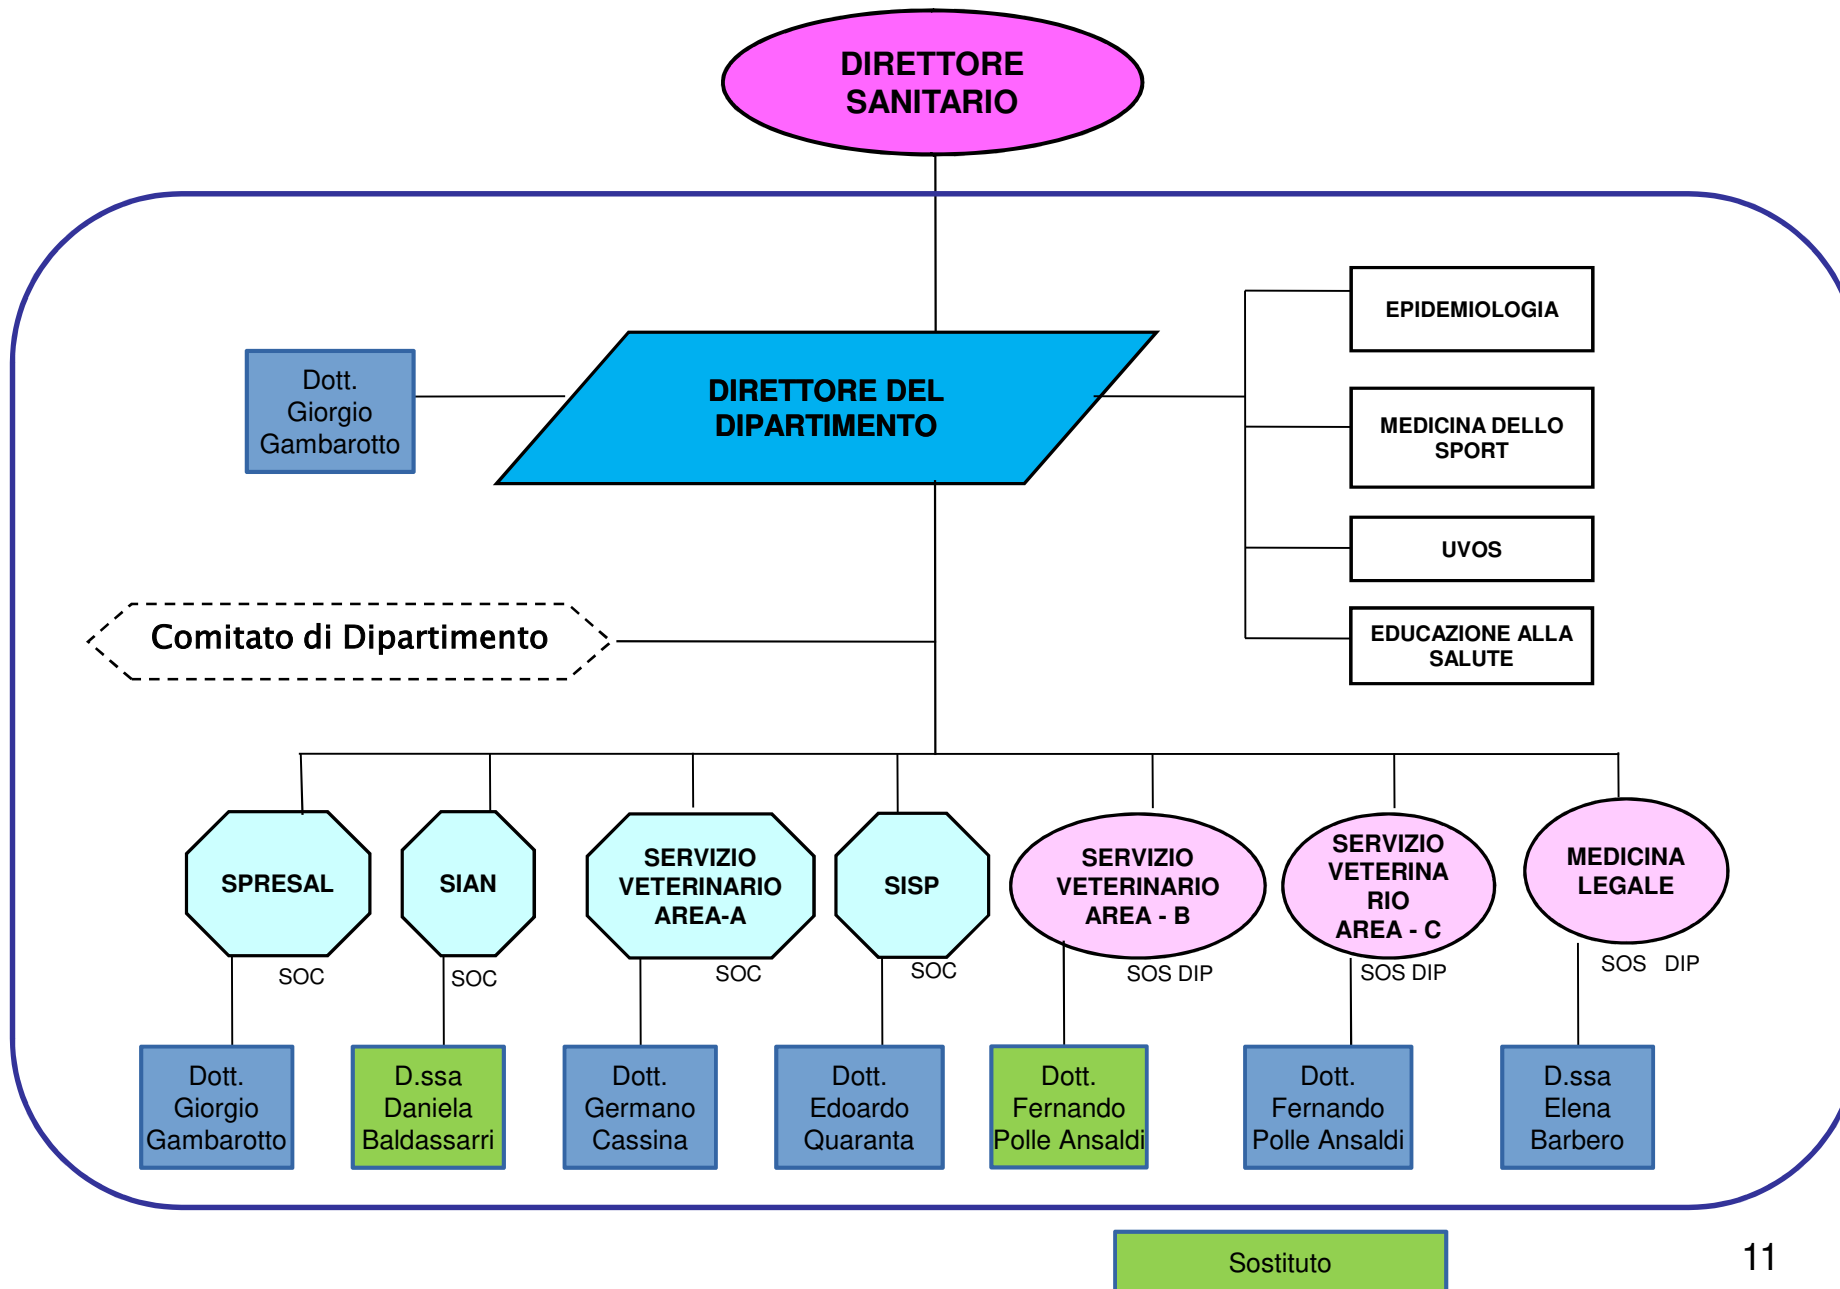 DIRETTORE
SANITARIO
EPIDEMIOLOGIA
Dott.
Giorgio
Gambarotto
DIRETTORE DEL
DIPARTIMENTO
MEDICINA DELLO
SPORT
UVOS
Comitato di Dipartimento
EDUCAZIONE ALLA
SALUTE
SPRESAL
SOC
SIAN
SOC
SERVIZIO
VETERINARIO
AREA-A
SOC
SISP
SOC
SERVIZIO
VETERINARIO
AREA - B
SOS DIP
SERVIZIO
VETERINA
RIO
AREA - C
SOS DIP
MEDICINA
LEGALE
SOS DIP
Dott.
Giorgio
Gambarotto
D.ssa
Daniela
Baldassarri
Dott.
Germano
Cassina
Dott.
Edoardo
Quaranta
Dott.
Fernando
Polle Ansaldi
Dott.
Fernando
Polle Ansaldi
D.ssa
Elena
Barbero
Sostituto
11